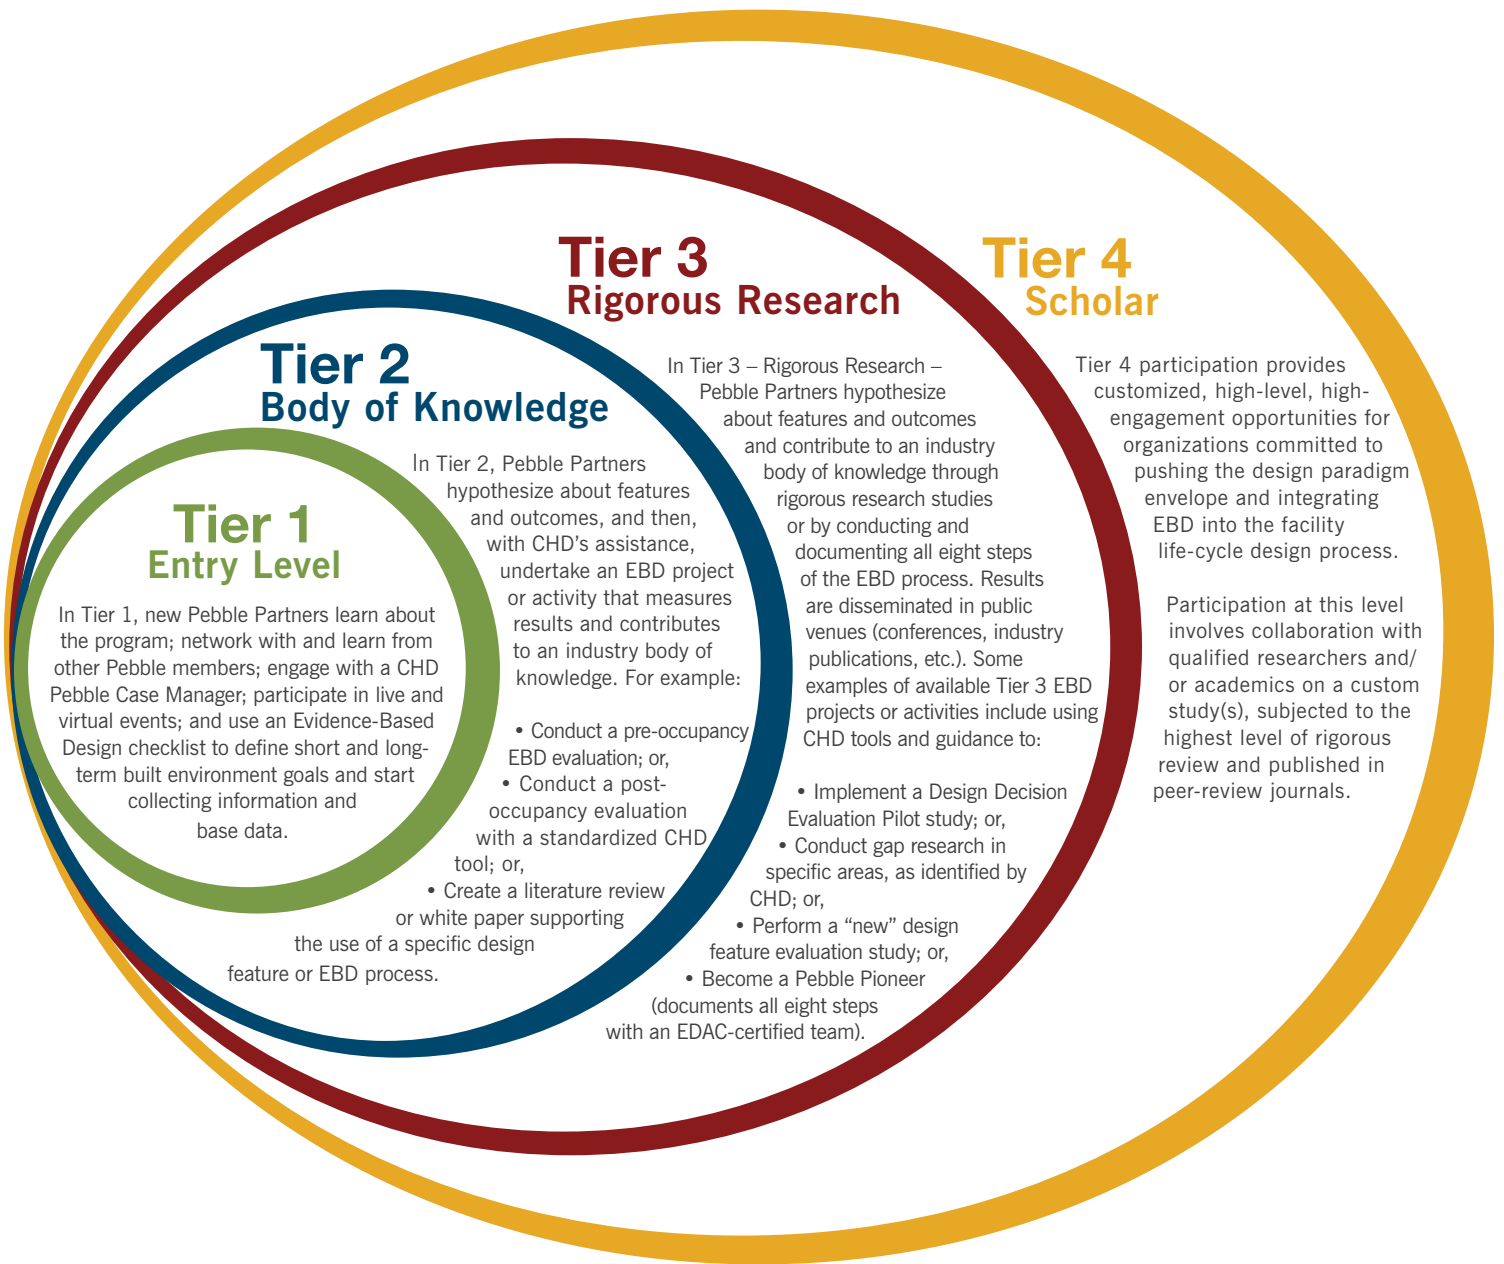 Tier 1
Entry Level
In Tier 1, new Pebble Partners learn about
the program; network with and learn from
other Pebble members; engage with a CHD
Pebble Case Manager; participate in live and
virtual events; and use an Evidence-Based
Design checklist to define short and long-
term built environment goals and start
collecting information and
base data.
Tier 2
Body of Knowledge
In Tier 2, Pebble Partners
hypothesize about features
and outcomes, and then,
with CHD’s assistance,
undertake an EBD project
or activity that measures
results and contributes
to an industry body of
knowledge. For example:
• Conduct a pre-occupancy
EBD evaluation; or,
• Conduct a post-
occupancy evaluation
with a standardized CHD
tool; or,
• Create a literature review
or white paper supporting
the use of a specific design
feature or EBD process.
Tier 3
Rigorous Research
In Tier 3 – Rigorous Research –
Pebble Partners hypothesize
about features and outcomes
and contribute to an industry
body of knowledge through
rigorous research studies
or by conducting and
documenting all eight steps
of the EBD process. Results
are disseminated in public
venues (conferences, industry
publications, etc.). Some
examples of available Tier 3 EBD
projects or activities include using
CHD tools and guidance to:
• Implement a Design Decision
Evaluation Pilot study; or,
• Conduct gap research in
specific areas, as identified by
CHD; or,
• Perform a “new” design
feature evaluation study; or,
• Become a Pebble Pioneer
(documents all eight steps
with an EDAC-certified team).
Tier 4
Scholar
Tier 4 participation provides
customized, high-level, high-
engagement opportunities for
organizations committed to
pushing the design paradigm
envelope and integrating
EBD into the facility
life-cycle design process.
Participation at this level
involves collaboration with
qualified researchers and/
or academics on a custom
study(s), subjected to the
highest level of rigorous
review and published in
peer-review journals.